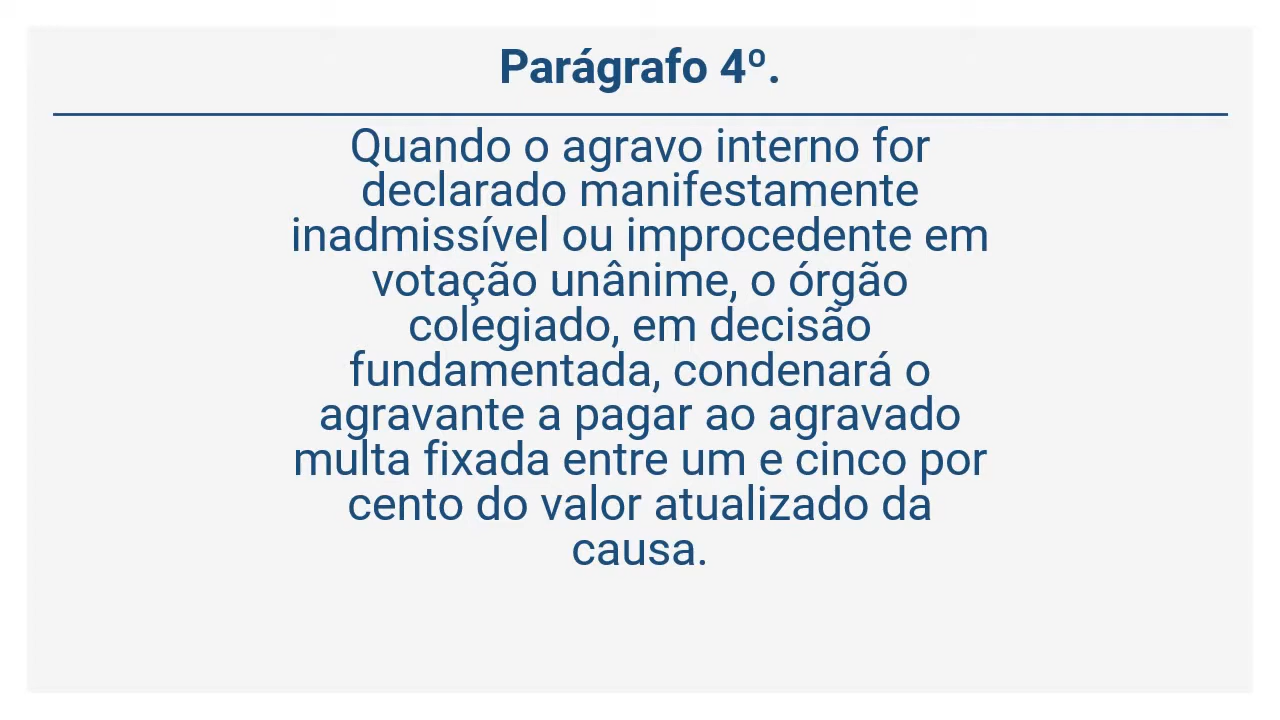 Parágrafo 4º.
Quando o agravo interno for
declarado manifestamente
inadmissível ou improcedente em
votação unânime, o órgão
colegiado, em decisão
fundamentada, condenará o
agravante a pagar ao agravado
multa fixada entre um e cinco por
cento do valor atualizado da
causa.